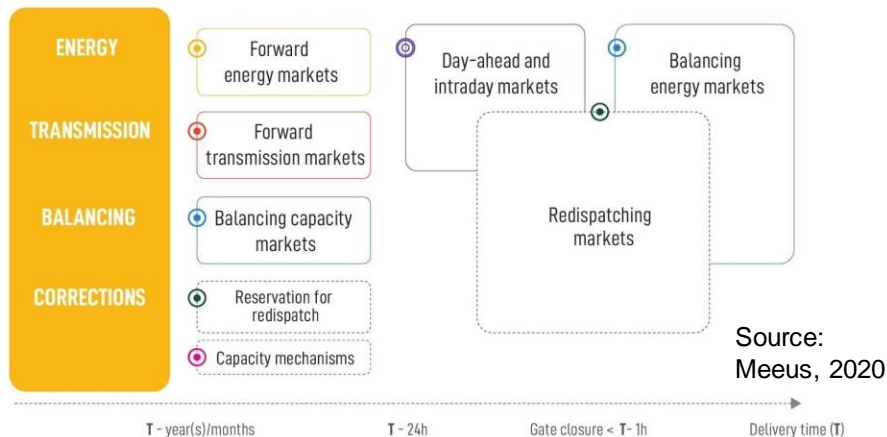 ENERGY
TRANSMISSION
BALANCING
CORRECTIONS
Forward
energy markets
Forward
transmission markets
Balancing capacity
markets
Reservation for
redispatch
Capacity mechanisms
Day-ahead and
intraday markets
Balancing
energy markets
Redispatching
markets
Source:
Meeus, 2020
T - year(s)/months
T - 24h
Gate closure < T- 1h
Delivery time (T)